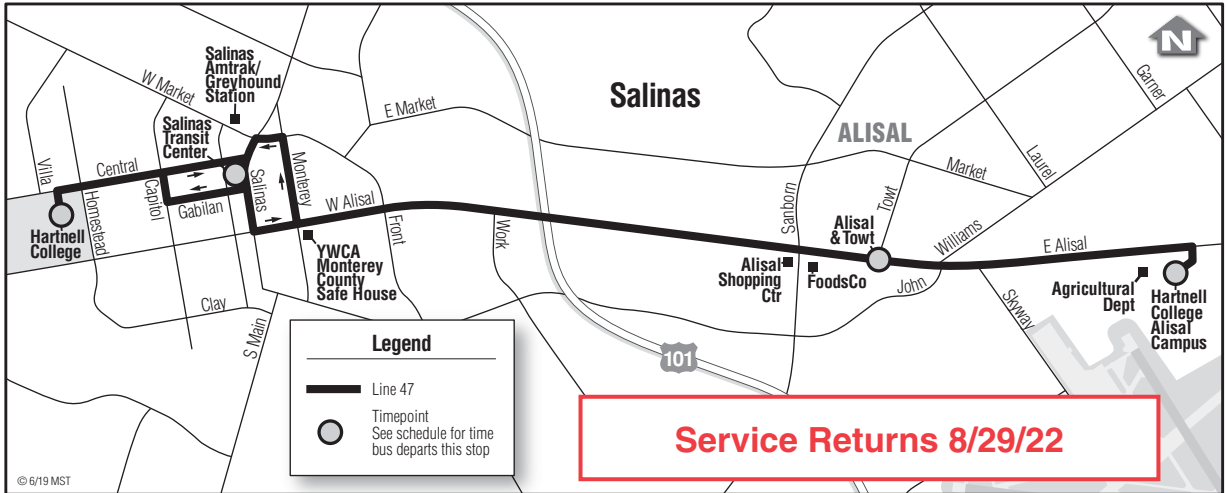 N
Salinas
Amtrak/
Greyhound
Station
W Market
E Market
Salinas
ALISAL
Garner
Laurel
Market
Salinas
Transit
Center
Villa
Central
Capitol
Gabilan
Homestead
Salinas
Monterey
W Alisal
Front
Work
Sanborn
Towt
Alisal
& Towt
Williams
E Alisal
Hartnell
College
YWCA
Monterey
County
Safe House
Alisal
Shopping
Ctr
FoodsCo
John
Skyway
Agricultural
Dept
Hartnell
College
Alisal
Campus
Clay
S Main
101
Legend
Line 47
Timepoint
See schedule for time
bus departs this stop
Service Returns 8/29/22
© 6/19 MST